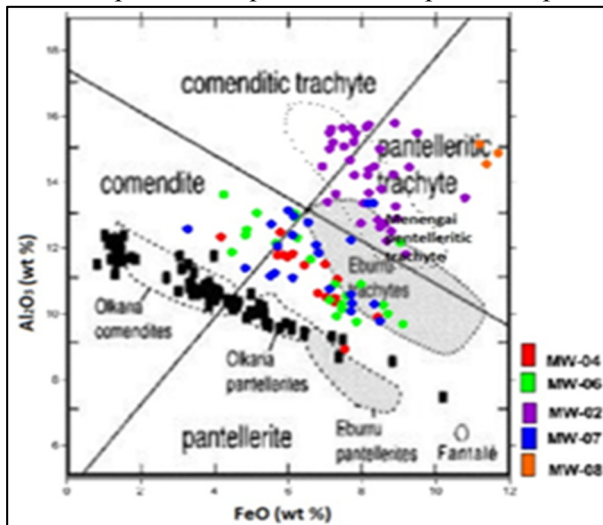 18
16
14
12
10
8
6
Al₂O₃ (wt %)
comenditic trachyte
pantelleritic
trachyte
comendite
Menengai
pentelleritic
trachyte
Eburru
trachytes
Olkaria
comendites
Olkaria
pantellerites
Eburru
pantellerites
Fantalé
pantellerite
0 2 4 6 8 10 12
FeO (wt %)
MW-04
MW-06
MW-02
MW-07
MW-08